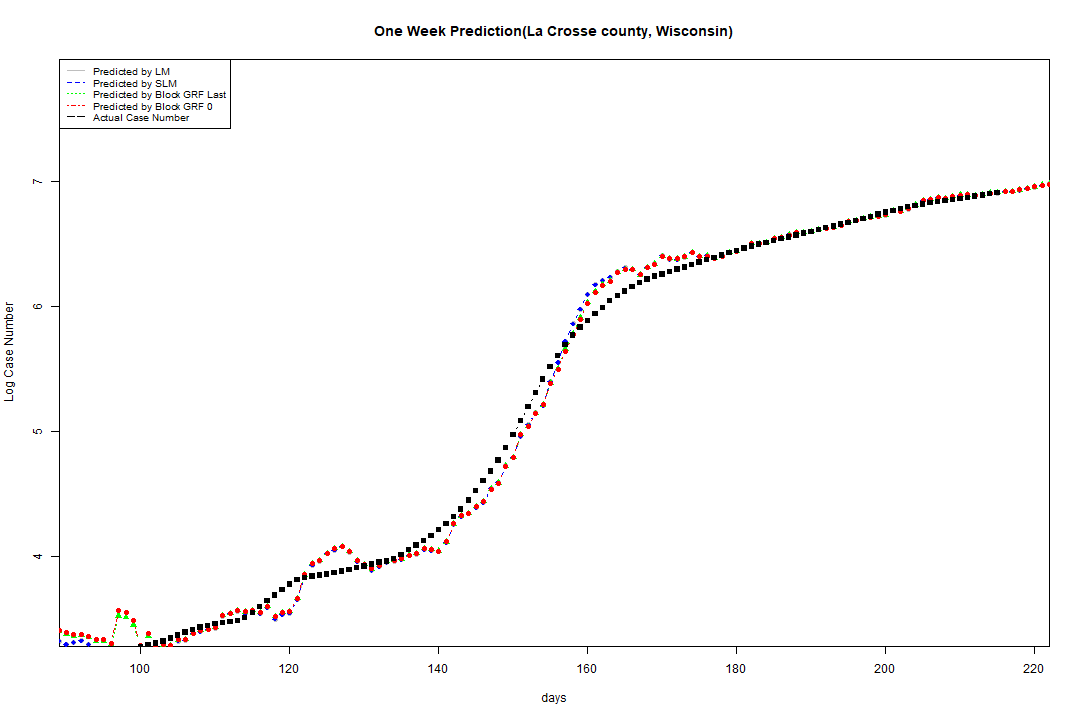 One Week Prediction(La Crosse county, Wisconsin)
Predicted by LM
Predicted by SLM
Predicted by Block GRF Last
Predicted by Block GRF 0
Actual Case Number
7
6
5
4
Log Case Number
100 120 140 160 180 200 220
days